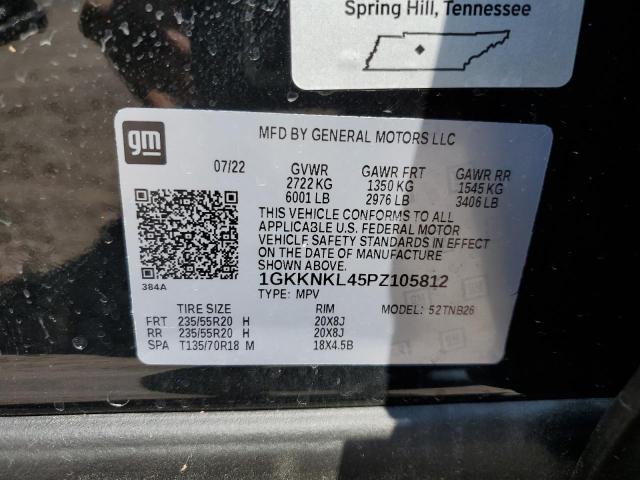 Spring Hill, Tennessee
gm
MFD BY GENERAL MOTORS LLC
07/22 GVWR GAWR FRT GAWR RR
2722 KG 1350 KG 1545 KG
6001 LB 2976 LB 3406 LB
THIS VEHICLE CONFORMS TO ALL
APPLICABLE U.S. FEDERAL MOTOR
VEHICLE SAFETY STANDARDS IN EFFECT
ON THE DATE OF MANUFACTURE
SHOWN ABOVE.
384A
1GKKNKL45PZ105812
TYPE: MPV MODEL: 52TNB26
TIRE SIZE RIM
FRT 235/55R20 H 20X8J
RR 235/55R20 H 20X8J
SPA T135/70R18 M 18X4.5B